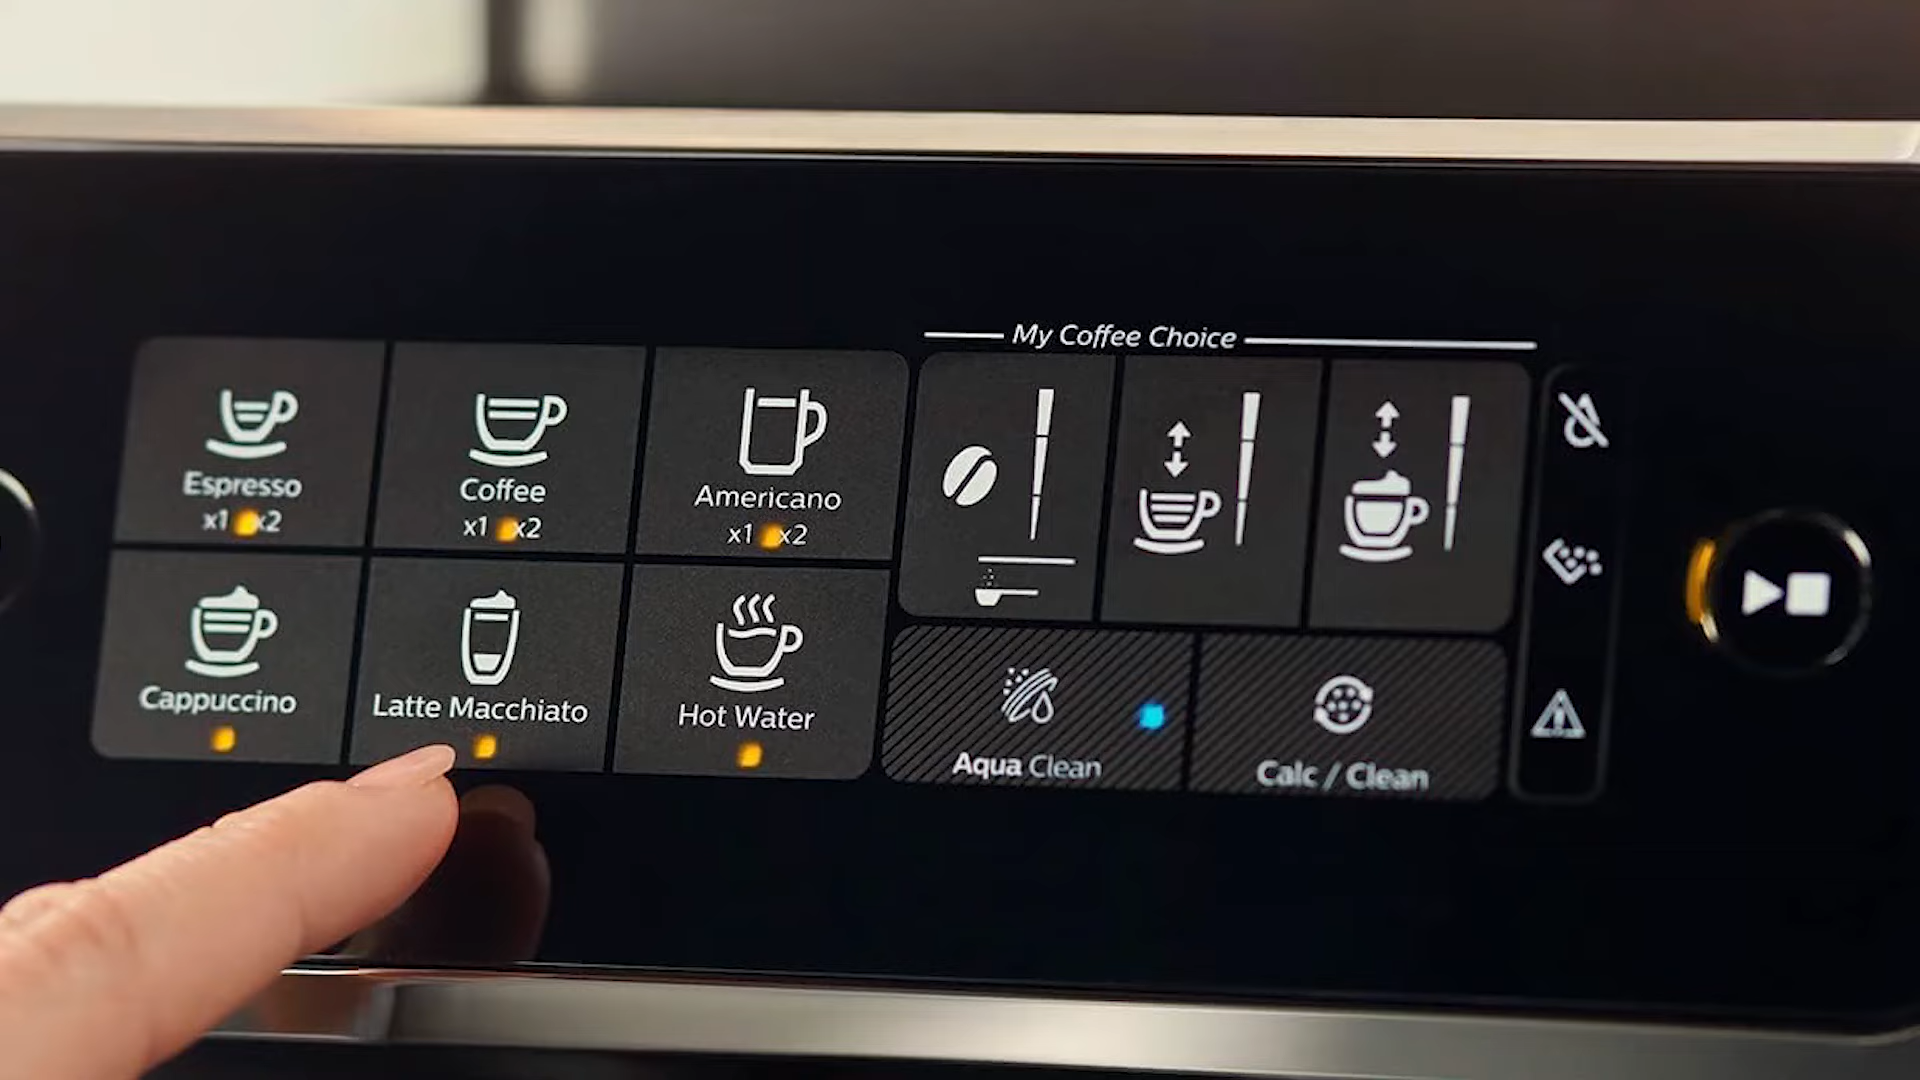 My Coffee Choice
Espresso
x1 x2
Coffee
x1 x2
Americano
x1 x2
Cappuccino
Latte Macchiato
Hot Water
Aqua Clean
Calc / Clean